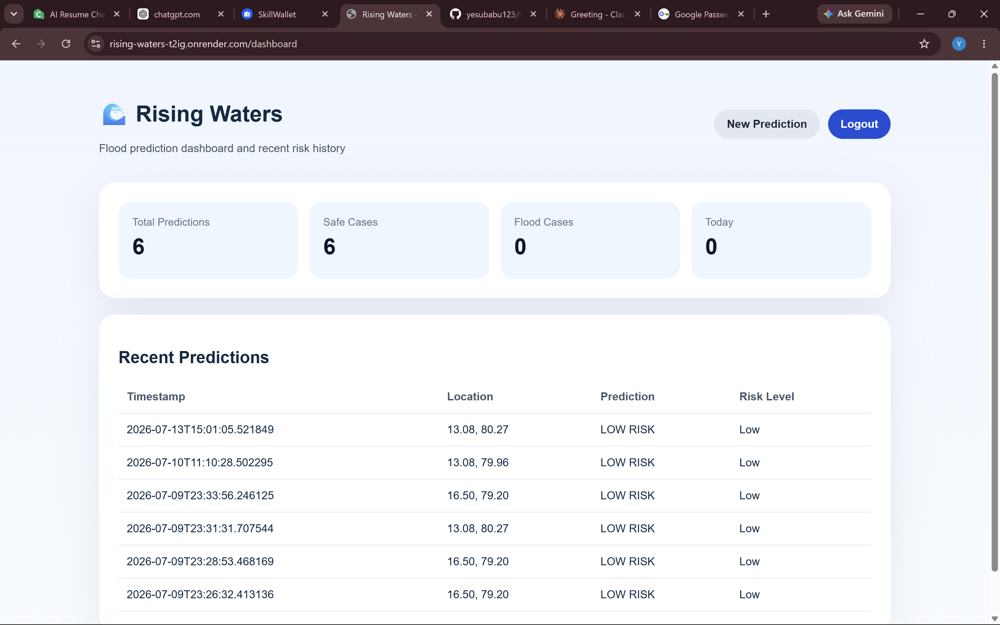 AI Resume Che
chatgpt.com
SkillWallet
Rising Waters -
yesubabu123/
Greeting - Clau
Google Passwo
Ask Gemini
rising-waters-t2ig.onrender.com/dashboard
Y
Rising Waters
New Prediction
Logout
Flood prediction dashboard and recent risk history
Total Predictions
Safe Cases
Flood Cases
Today
6
6
0
0
Recent Predictions
Timestamp Location Prediction Risk Level
2026-07-13T15:01:05.521849 13.08, 80.27 LOW RISK Low
2026-07-10T11:10:28.502295 13.08, 79.96 LOW RISK Low
2026-07-09T23:33:56.246125 16.50, 79.20 LOW RISK Low
2026-07-09T23:31:31.707544 13.08, 80.27 LOW RISK Low
2026-07-09T23:28:53.468169 16.50, 79.20 LOW RISK Low
2026-07-09T23:26:32.413136 16.50, 79.20 LOW RISK Low